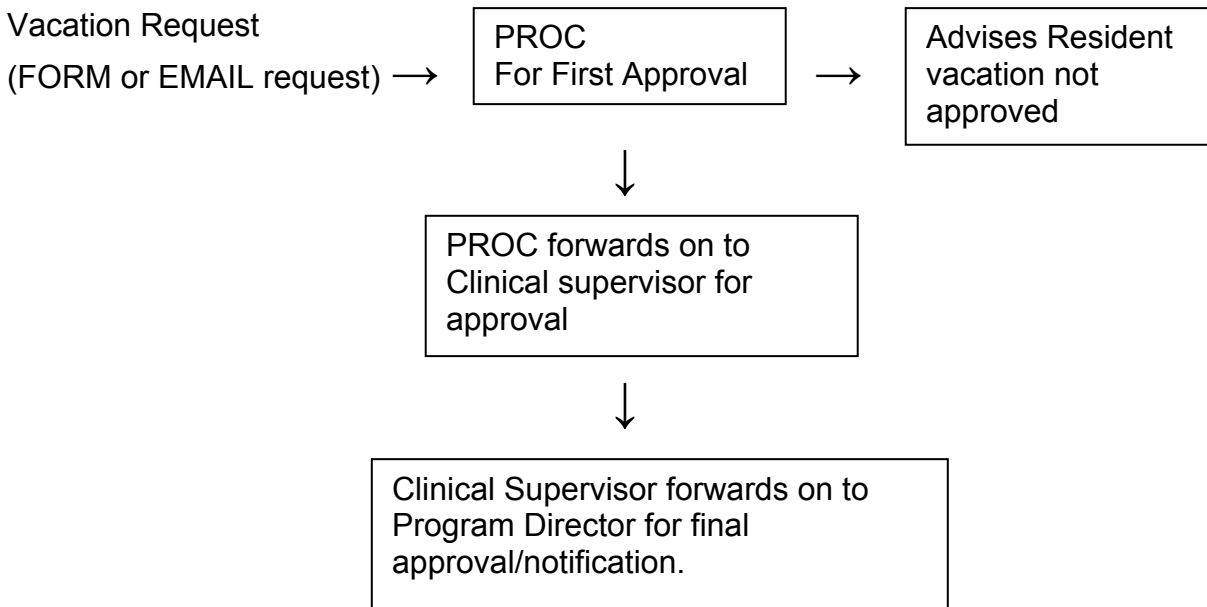 Vacation Request
(FORM or EMAIL request) →
PROC
For First Approval
→
Advises Resident
vacation not
approved
↓
PROC forwards on to
Clinical supervisor for
approval
↓
Clinical Supervisor forwards on to
Program Director for final
approval/notification.